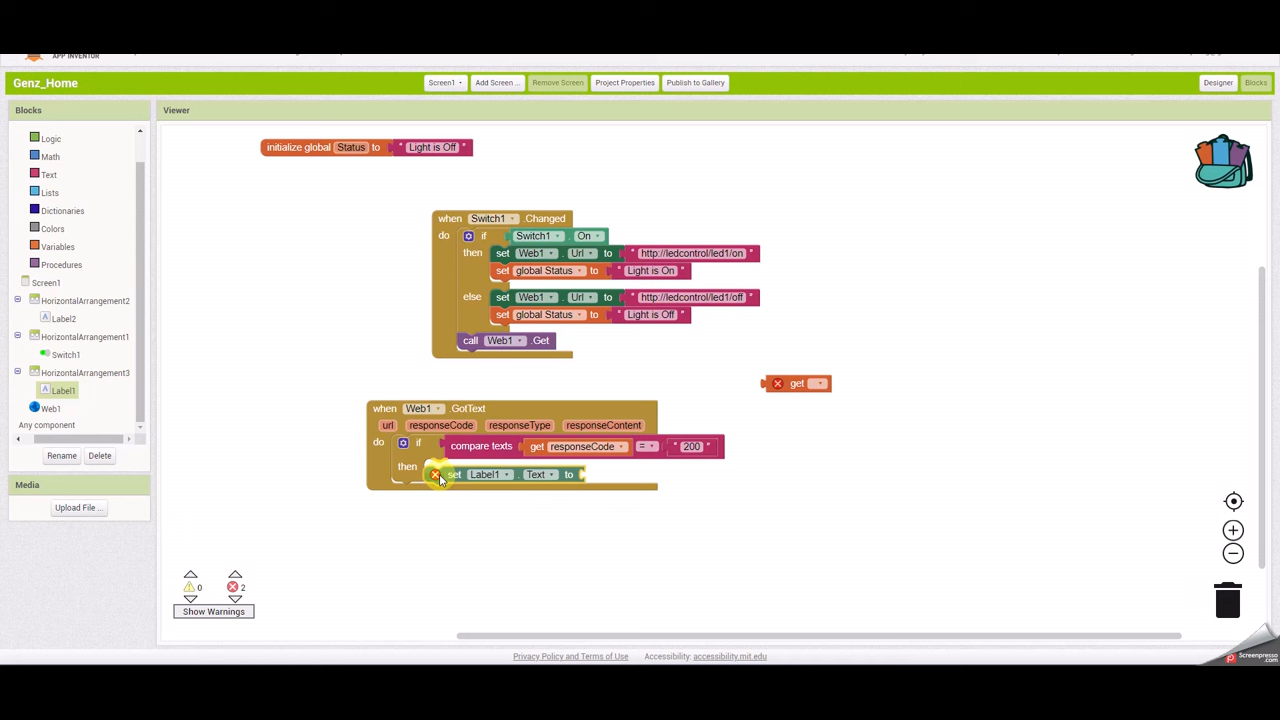 APP INVENTOR
Genz_Home
Screen1
Add Screen ...
Remove Screen
Project Properties
Publish to Gallery
Designer
Blocks
Blocks
Viewer
Logic
Math
Text
Lists
Dictionaries
Colors
Variables
Procedures
Screen1
HorizontalArrangement2
Label2
HorizontalArrangement1
Switch1
HorizontalArrangement3
Label1
Web1
Any component
Rename
Delete
Media
Upload File ...
initialize global Status to " Light is Off "
when Switch1 .Changed
do if Switch1 . On
then set Web1 . Url to " http://ledcontrol/led1/on "
set global Status to " Light is On "
else set Web1 . Url to " http://ledcontrol/led1/off "
set global Status to " Light is Off "
call Web1 .Get
get
when Web1 .GotText
url responseCode responseType responseContent
do if compare texts get responseCode = " 200 "
then set Label1 . Text to
0 2
Show Warnings
Privacy Policy and Terms of Use Accessibility: accessibility.mit.edu
Screenpresso